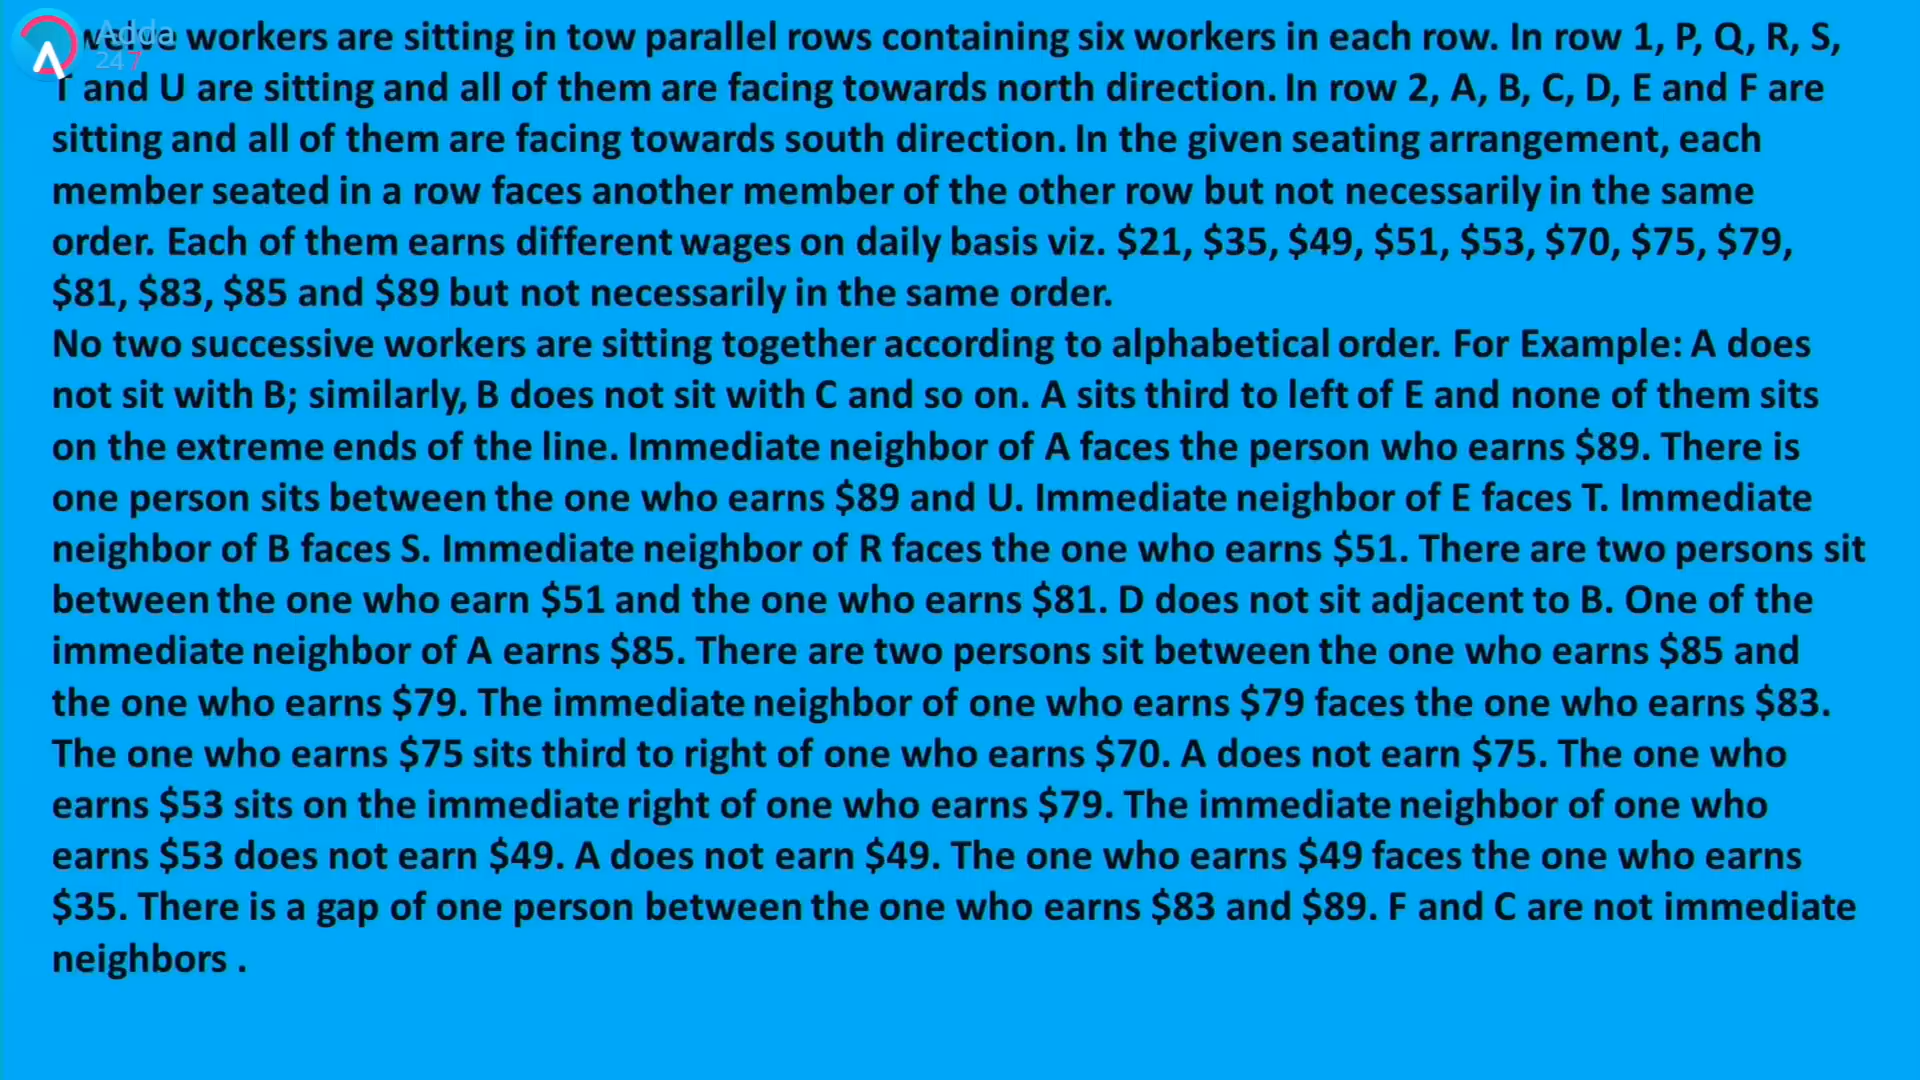 Adda
247
workers are sitting in tow parallel rows containing six workers in each row. In row 1, P, Q, R, S,
T and U are sitting and all of them are facing towards north direction. In row 2, A, B, C, D, E and F are
sitting and all of them are facing towards south direction. In the given seating arrangement, each
member seated in a row faces another member of the other row but not necessarily in the same
order. Each of them earns different wages on daily basis viz. $21, $35, $49, $51, $53, $70, $75, $79,
$81, $83, $85 and $89 but not necessarily in the same order.
No two successive workers are sitting together according to alphabetical order. For Example: A does
not sit with B; similarly, B does not sit with C and so on. A sits third to left of E and none of them sits
on the extreme ends of the line. Immediate neighbor of A faces the person who earns $89. There is
one person sits between the one who earns $89 and U. Immediate neighbor of E faces T. Immediate
neighbor of B faces S. Immediate neighbor of R faces the one who earns $51. There are two persons sit
between the one who earn $51 and the one who earns $81. D does not sit adjacent to B. One of the
immediate neighbor of A earns $85. There are two persons sit between the one who earns $85 and
the one who earns $79. The immediate neighbor of one who earns $79 faces the one who earns $83.
The one who earns $75 sits third to right of one who earns $70. A does not earn $75. The one who
earns $53 sits on the immediate right of one who earns $79. The immediate neighbor of one who
earns $53 does not earn $49. A does not earn $49. The one who earns $49 faces the one who earns
$35. There is a gap of one person between the one who earns $83 and $89. F and C are not immediate
neighbors .